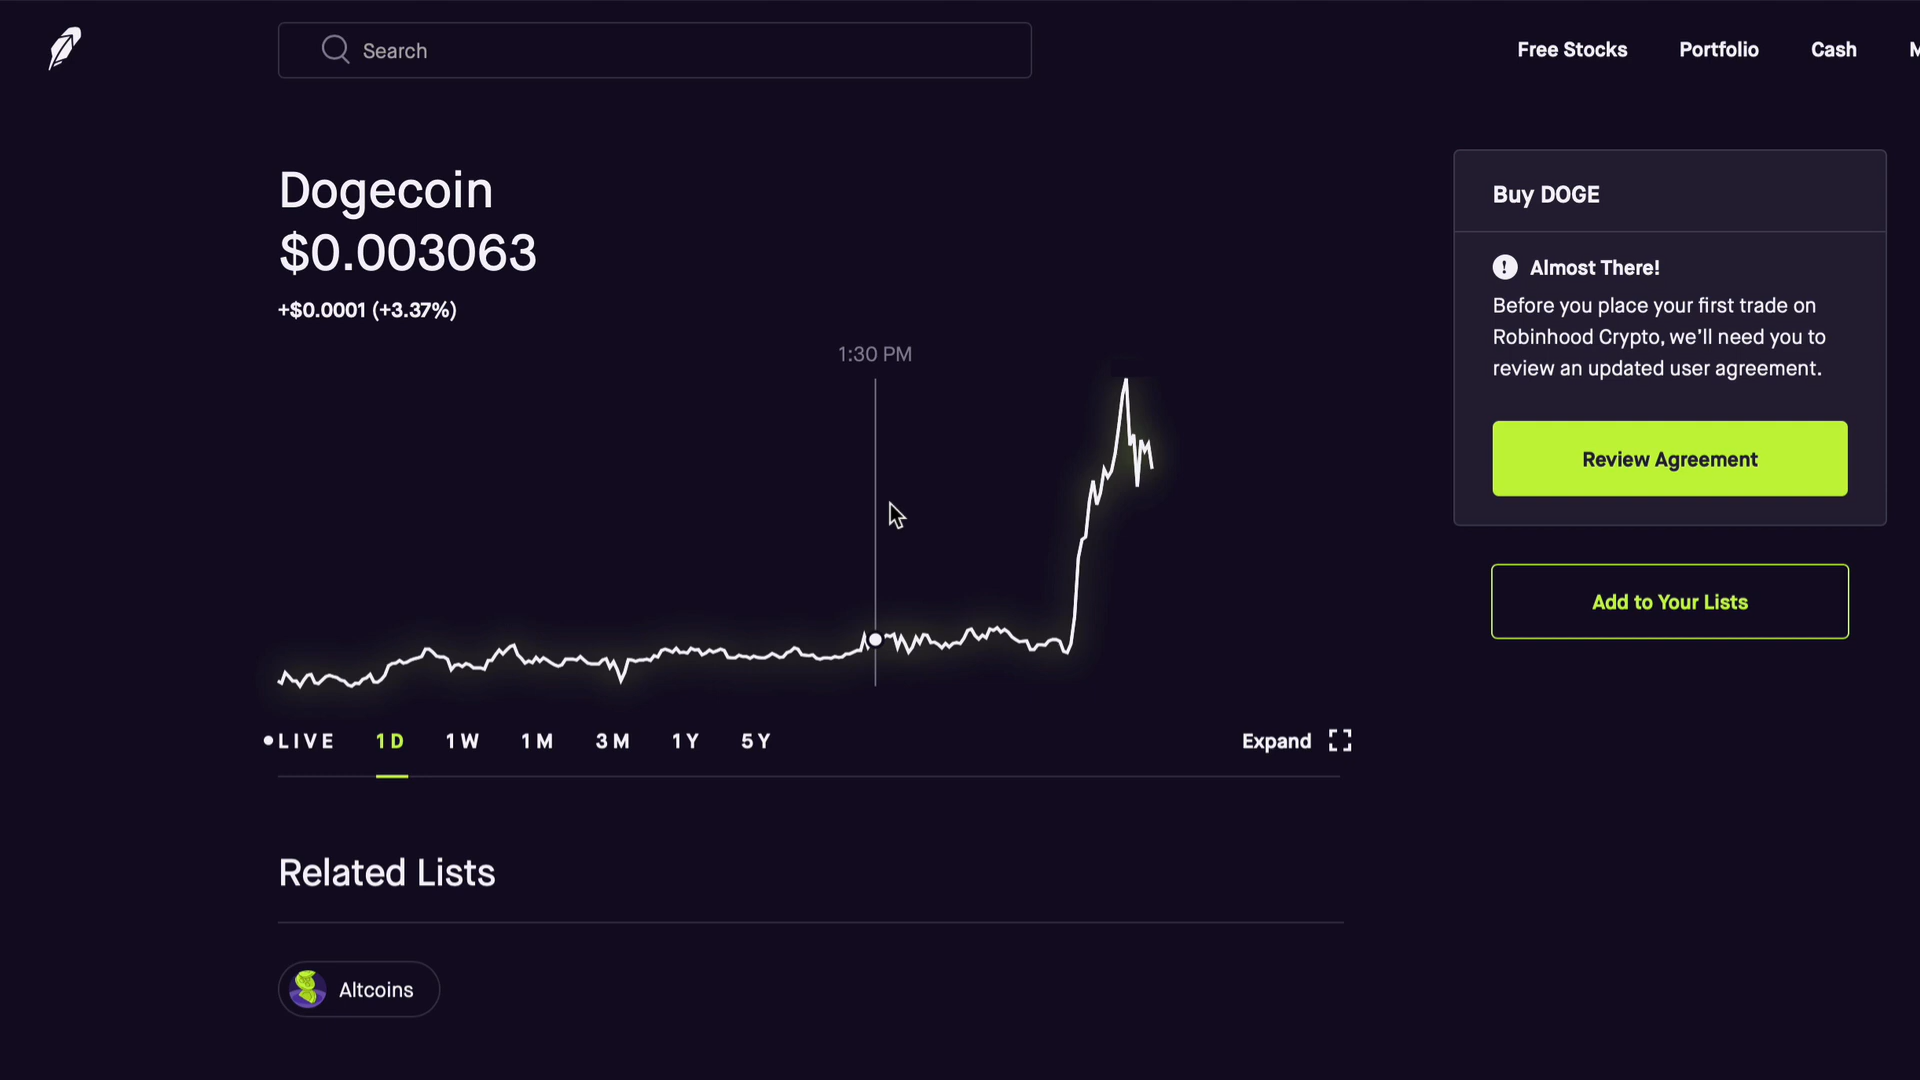 Search
Free Stocks
Portfolio
Cash
Dogecoin
$0.003063
+$0.0001 (+3.37%)
1:30 PM
LIVE
1D
1W
1M
3M
1Y
5Y
Expand
Related Lists
Altcoins
Buy DOGE
Almost There!
Before you place your first trade on
Robinhood Crypto, we'll need you to
review an updated user agreement.
Review Agreement
Add to Your Lists